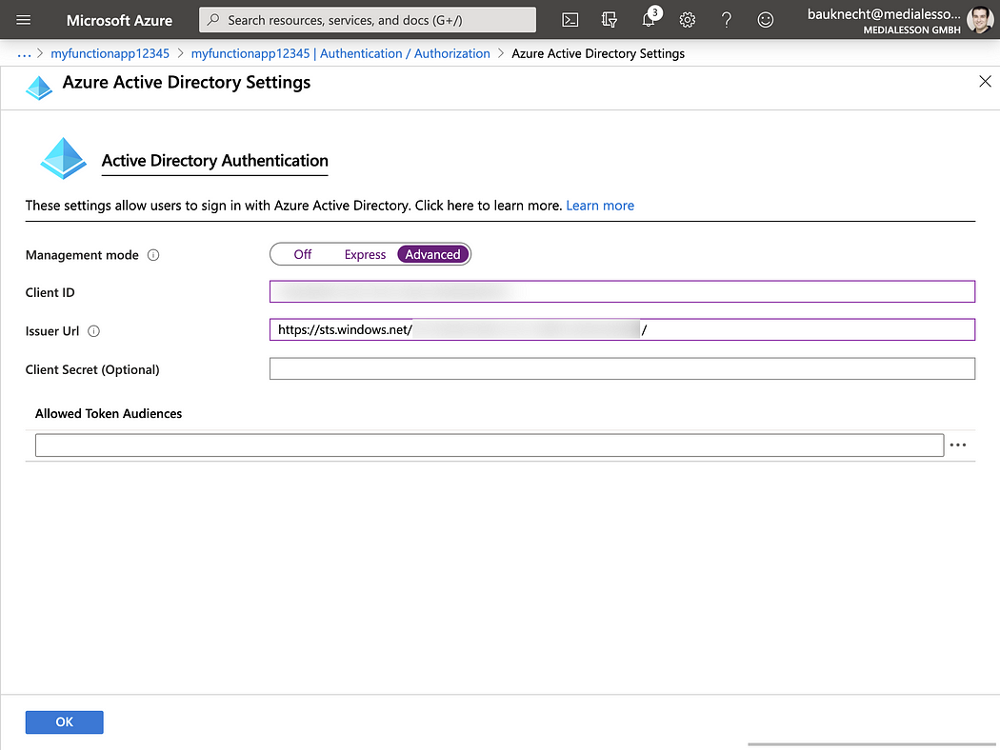 Microsoft Azure
Search resources, services, and docs (G+/)
3
bauknecht@medialesso...
MEDIALESSON GMBH
... > myfunctionapp12345 > myfunctionapp12345 | Authentication / Authorization > Azure Active Directory Settings
Azure Active Directory Settings
Active Directory Authentication
These settings allow users to sign in with Azure Active Directory. Click here to learn more. Learn more
Management mode Off Express Advanced
Client ID
Issuer Url https://sts.windows.net/ /
Client Secret (Optional)
Allowed Token Audiences
OK